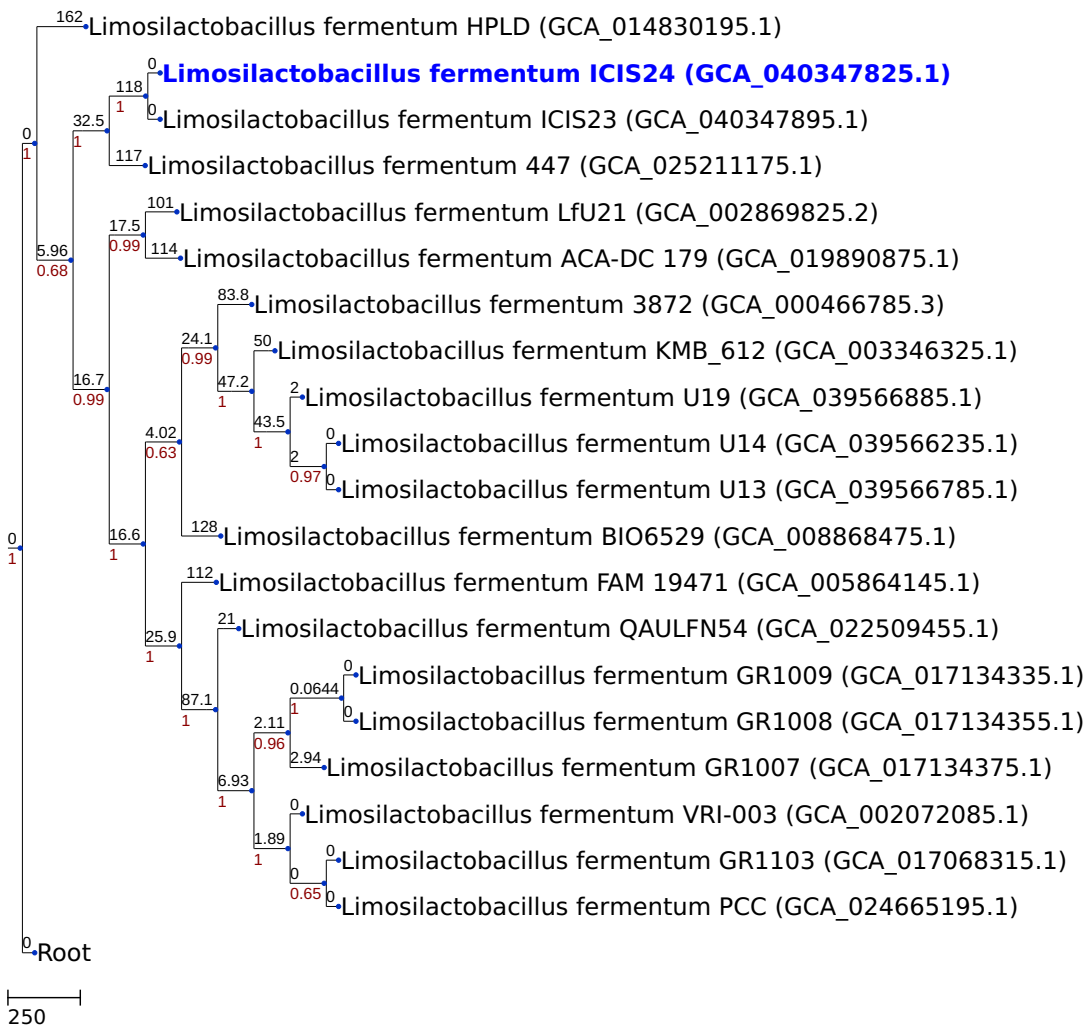 162 Limosilactobacillus fermentum HPLD (GCA_014830195.1)
0 Limosilactobacillus fermentum ICIS24 (GCA_040347825.1)
118
1
0 Limosilactobacillus fermentum ICIS23 (GCA_040347895.1)
32.5
1
0
1
117 Limosilactobacillus fermentum 447 (GCA_025211175.1)
101 Limosilactobacillus fermentum LfU21 (GCA_002869825.2)
17.5
0.99
5.96
0.68
114 Limosilactobacillus fermentum ACA-DC 179 (GCA_019890875.1)
83.8 Limosilactobacillus fermentum 3872 (GCA_000466785.3)
24.1
0.99
50 Limosilactobacillus fermentum KMB_612 (GCA_003346325.1)
16.7
0.99
47.2
1
2 Limosilactobacillus fermentum U19 (GCA_039566885.1)
43.5
1
4.02
0.63
0 Limosilactobacillus fermentum U14 (GCA_039566235.1)
2
0.97
0 Limosilactobacillus fermentum U13 (GCA_039566785.1)
128 Limosilactobacillus fermentum BIO6529 (GCA_008868475.1)
16.6
1
0
1
112 Limosilactobacillus fermentum FAM 19471 (GCA_005864145.1)
21 Limosilactobacillus fermentum QAULFN54 (GCA_022509455.1)
25.9
1
0 Limosilactobacillus fermentum GR1009 (GCA_017134335.1)
0.0644
1
87.1
1
0 Limosilactobacillus fermentum GR1008 (GCA_017134355.1)
2.11
0.96
2.94 Limosilactobacillus fermentum GR1007 (GCA_017134375.1)
6.93
1
0 Limosilactobacillus fermentum VRI-003 (GCA_002072085.1)
1.89
1
0 Limosilactobacillus fermentum GR1103 (GCA_017068315.1)
0
0.65
0 Limosilactobacillus fermentum PCC (GCA_024665195.1)
0 Root
250